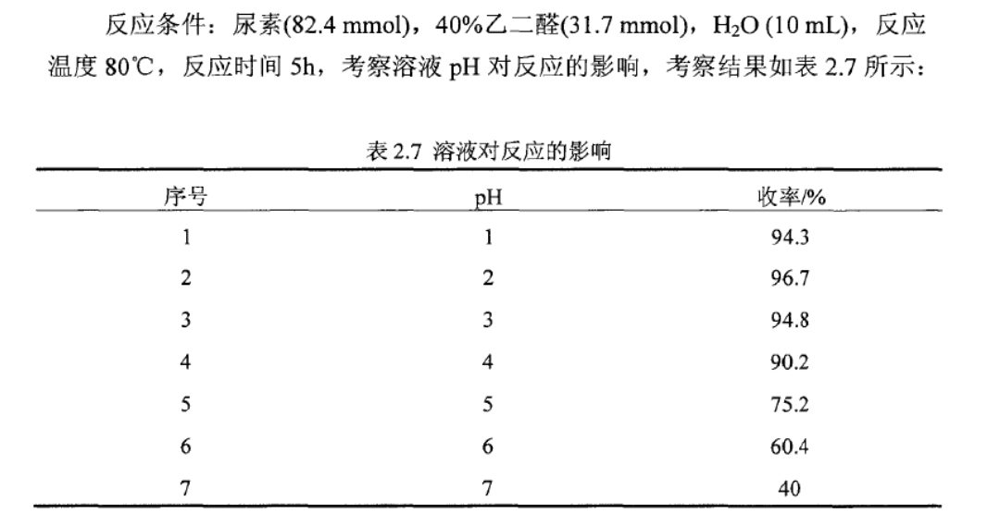 反应条件：尿素(82.4 mmol)，40%乙二醛(31.7 mmol)，H₂O (10 mL)，反应
温度 80℃，反应时间 5h，考察溶液 pH 对反应的影响，考察结果如表 2.7 所示：
表 2.7 溶液对反应的影响
序号 pH 收率/%
1 1 94.3
2 2 96.7
3 3 94.8
4 4 90.2
5 5 75.2
6 6 60.4
7 7 40